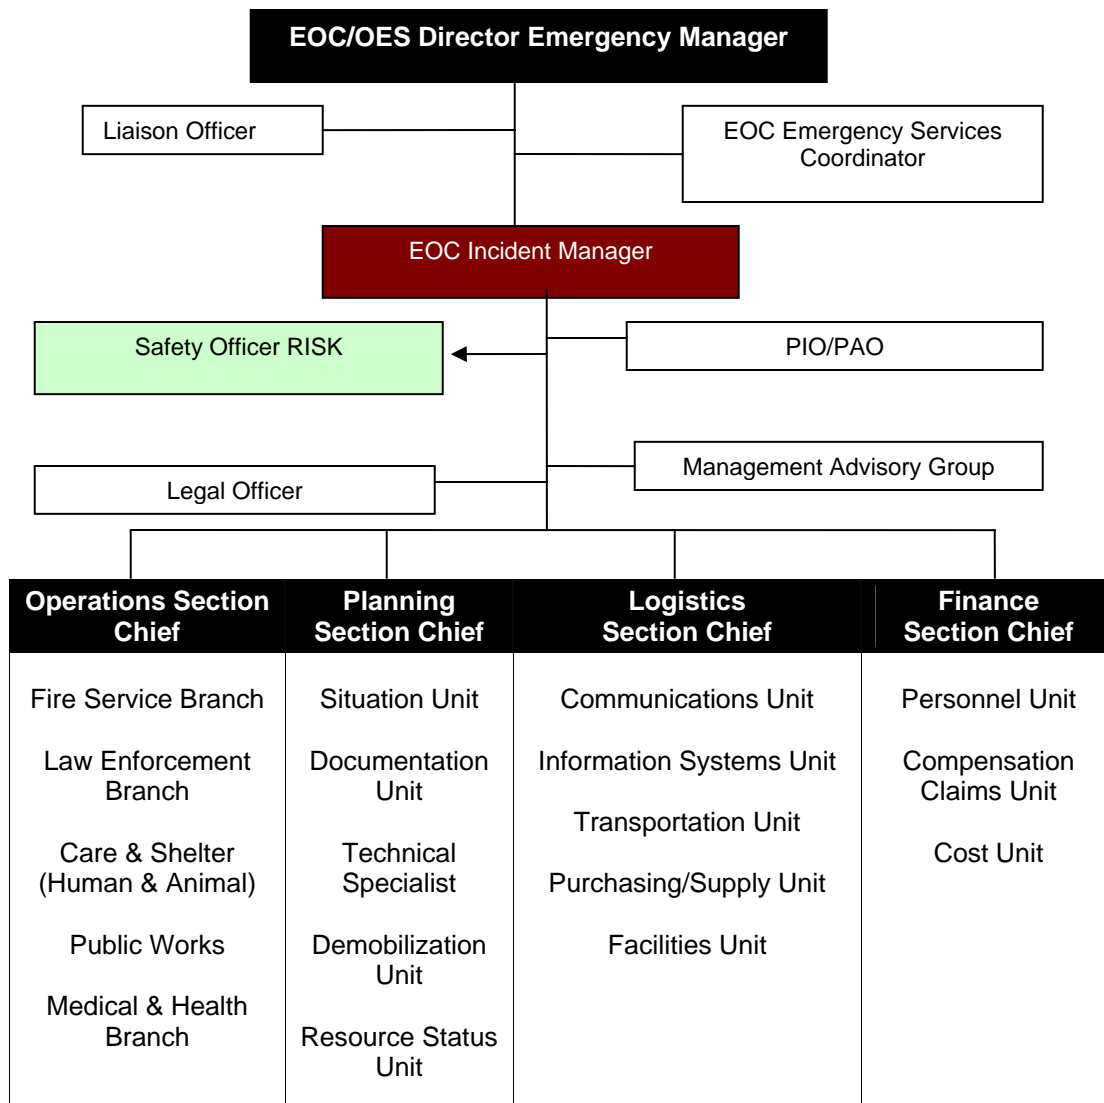 EOC/OES Director Emergency Manager
Liaison Officer
EOC Emergency Services
Coordinator
EOC Incident Manager
Safety Officer RISK
PIO/PAO
Management Advisory Group
Legal Officer
Operations Section
Chief
Fire Service Branch
Law Enforcement
Branch
Care & Shelter
(Human & Animal)
Public Works
Medical & Health
Branch
Planning
Section Chief
Situation Unit
Documentation
Unit
Technical
Specialist
Demobilization
Unit
Resource Status
Unit
Logistics
Section Chief
Communications Unit
Information Systems Unit
Transportation Unit
Purchasing/Supply Unit
Facilities Unit
Finance
Section Chief
Personnel Unit
Compensation
Claims Unit
Cost Unit